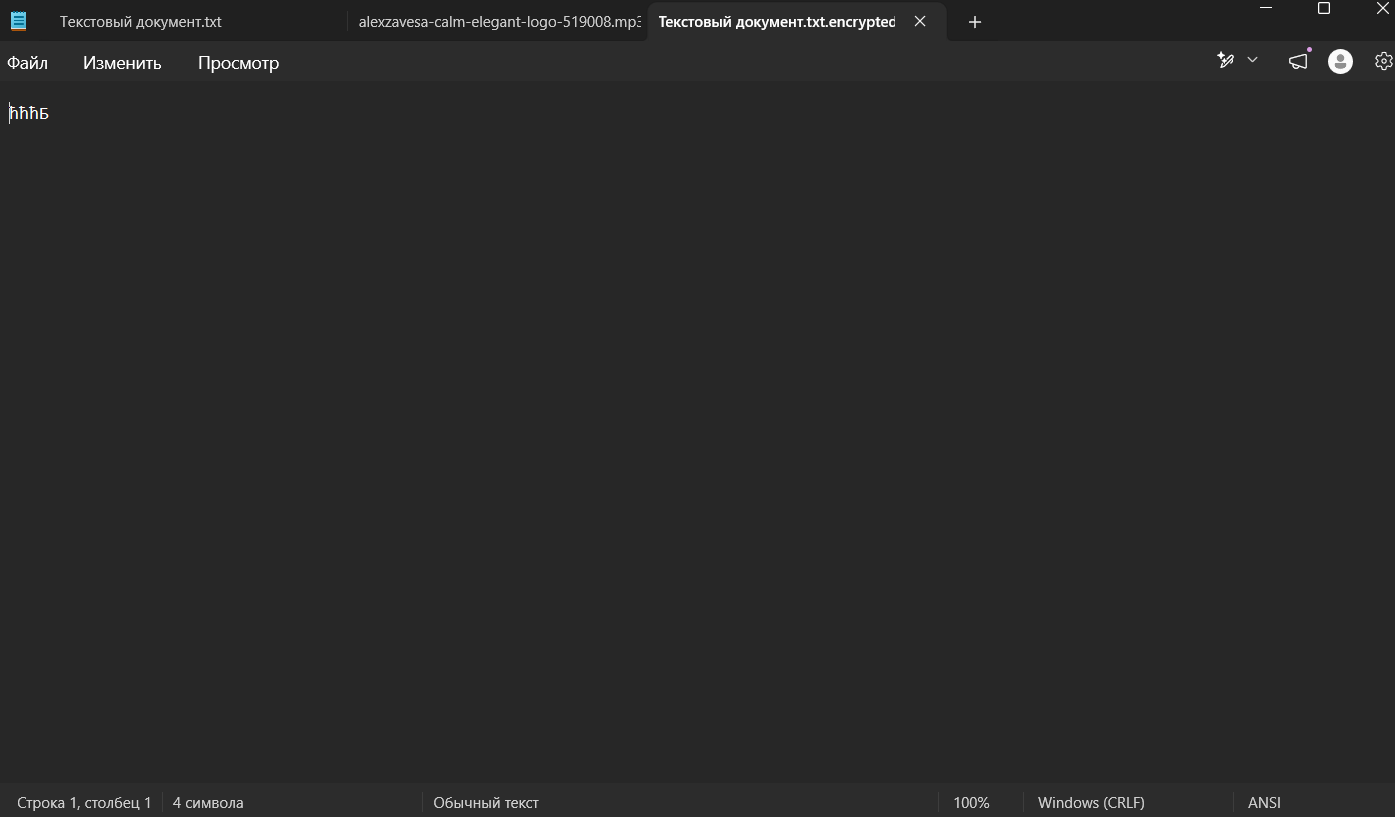 Текстовый документ.txt
alexzavesa-calm-elegant-logo-519008.mp3
Текстовый документ.txt.encrypted
Файл Изменить Просмотр
ћћћБ
Строка 1, столбец 1 4 символа Обычный текст 100% Windows (CRLF) ANSI